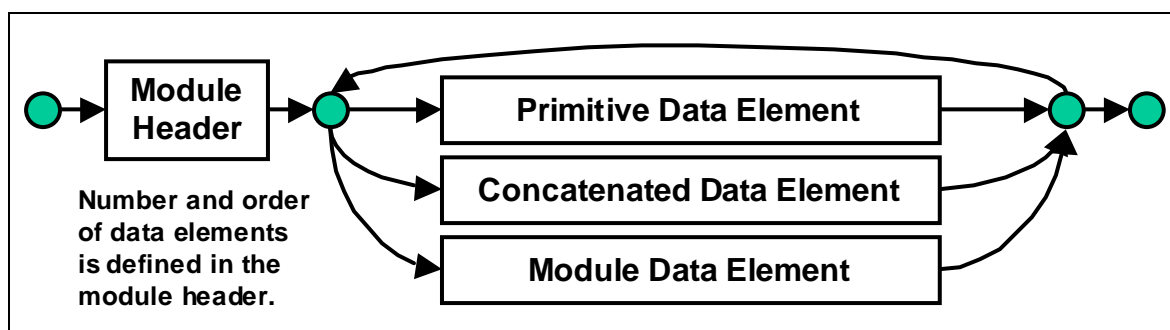 Module
Header
Primitive Data Element
Concatenated Data Element
Module Data Element
Number and order
of data elements
is defined in the
module header.